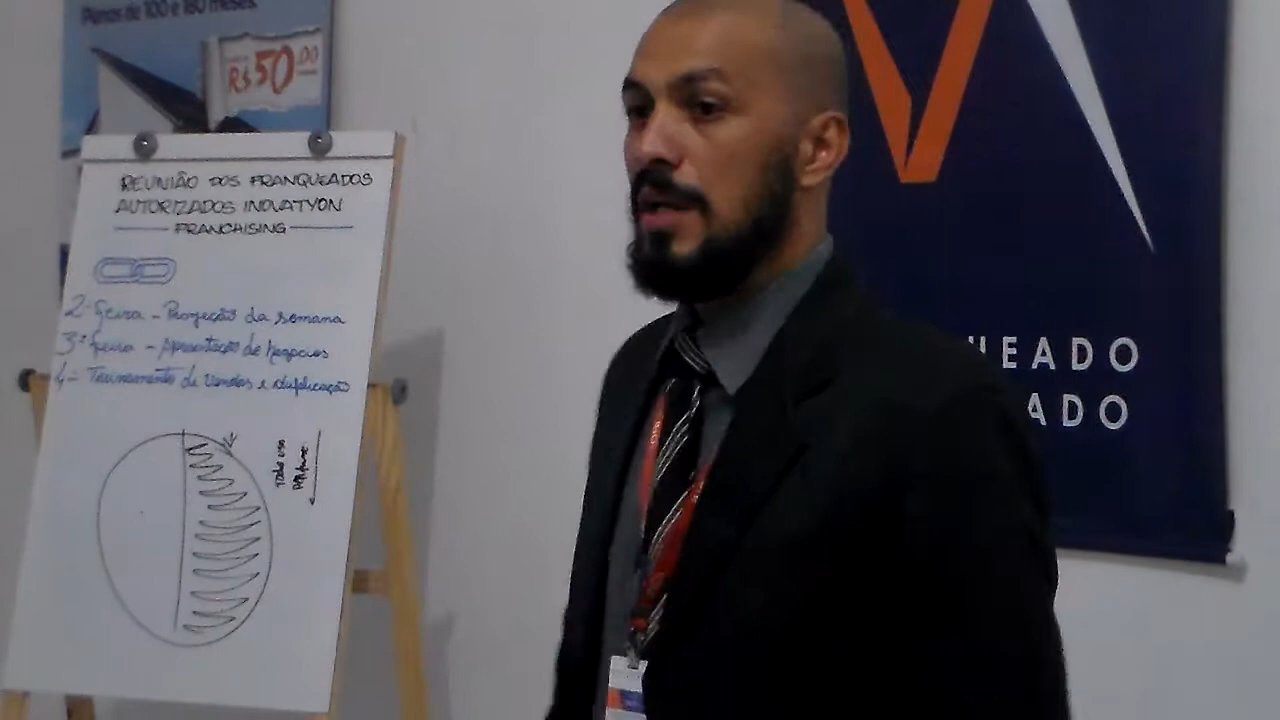 Planos de 100 e 180 meses.
R$ 50,00
REUNIÃO DOS FRANQUEADOS
AUTORIZADOS INOVATYON
FRANCHISING
2ª feira - Projeção da semana
3ª feira - Apresentação de Negócios
4ª - Treinamento de Vendas e duplicação
UEADO
ADO